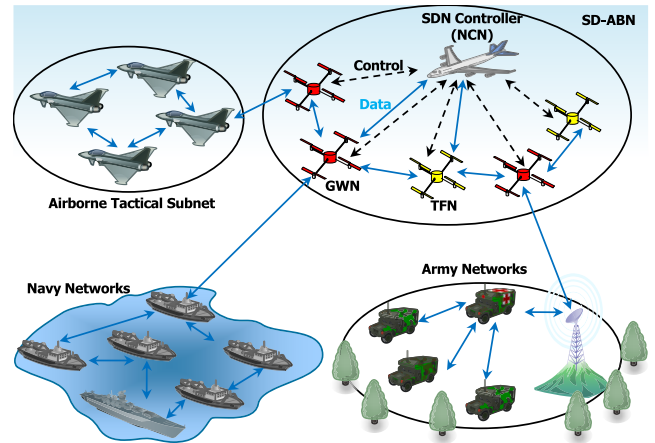 SDN Controller
(NCN)
SD-ABN
Control
Data
GWN
TFN
Airborne Tactical Subnet
Navy Networks
Army Networks